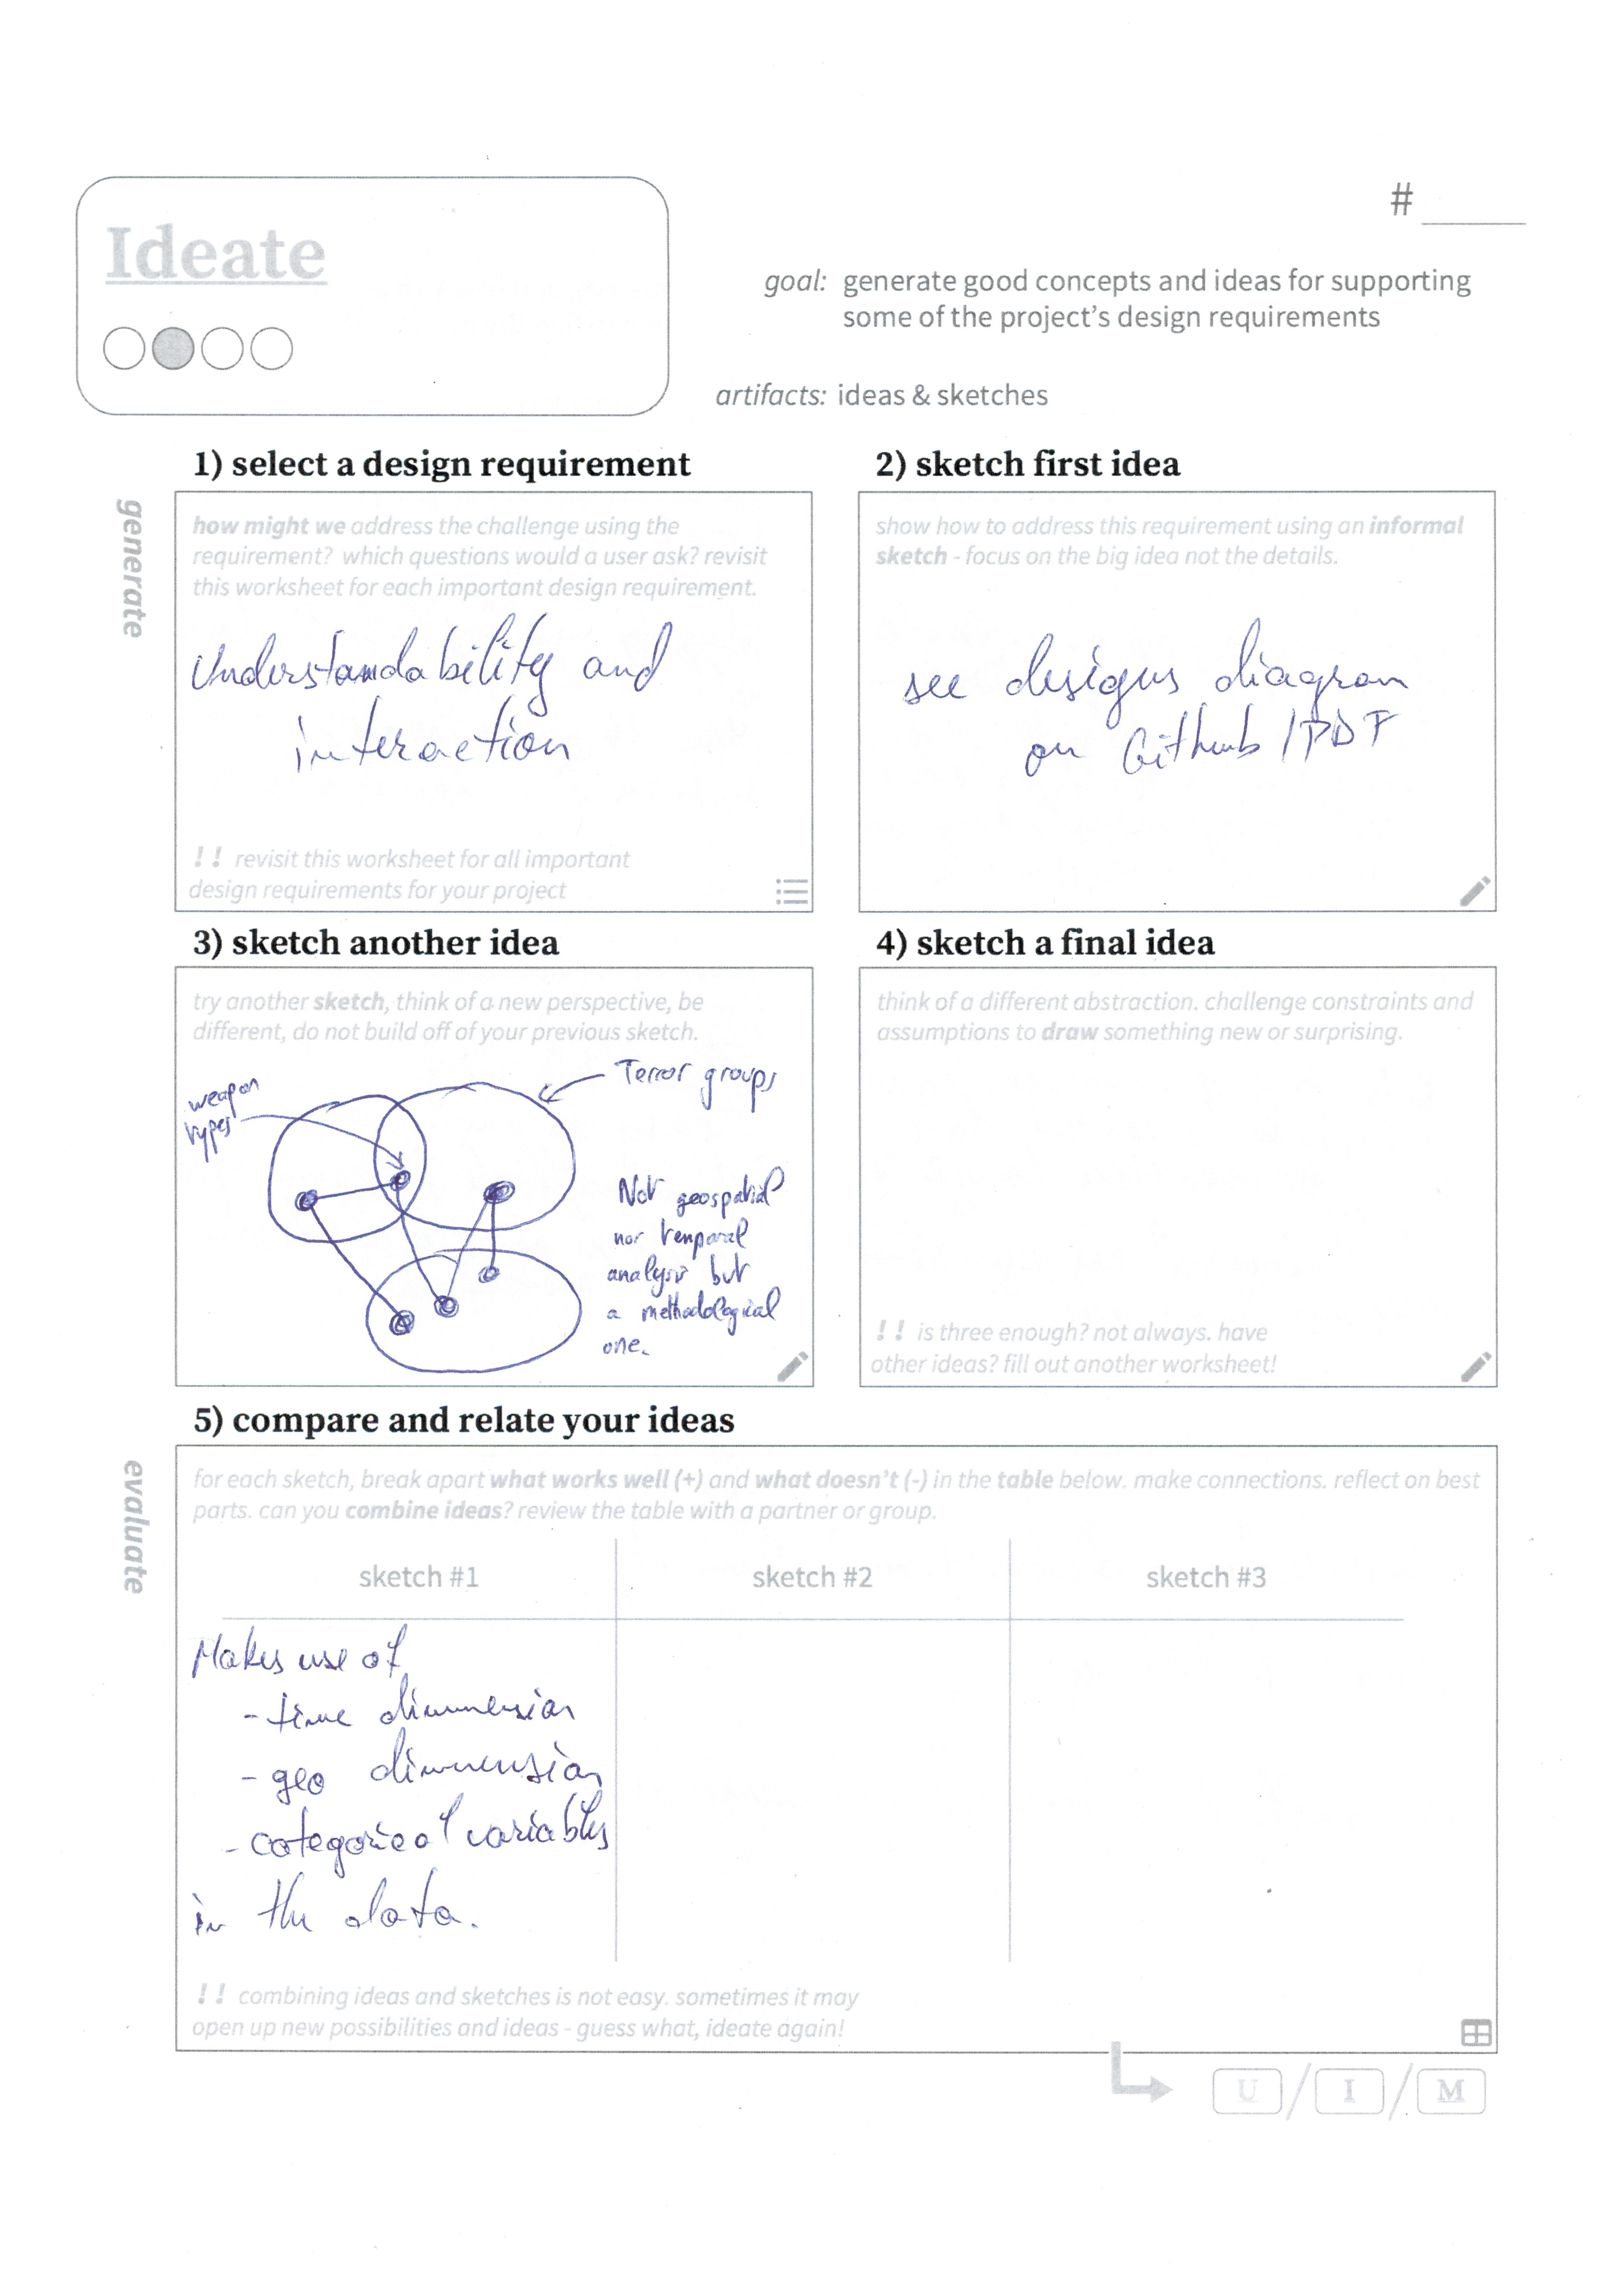 Ideate
#
goal: generate good concepts and ideas for supporting
some of the project's design requirements
artifacts: ideas & sketches
generate
1) select a design requirement
how might we address the challenge using the
requirement? which questions would a user ask? revisit
this worksheet for each important design requirement.
Understandability and
interaction
!! revisit this worksheet for all important
design requirements for your project
2) sketch first idea
show how to address this requirement using an informal
sketch - focus on the big idea not the details.
see designs diagram
on Github / PDF
3) sketch another idea
try another sketch, think of a new perspective, be
different, do not build off of your previous sketch.
weapon
types
Terror groups
Not geospatial
nor temporal
analysis but
a methodological
one.
4) sketch a final idea
think of a different abstraction. challenge constraints and
assumptions to draw something new or surprising.
!! is three enough? not always. have
other ideas? fill out another worksheet!
evaluate
5) compare and relate your ideas
for each sketch, break apart what works well (+) and what doesn't (-) in the table below. make connections. reflect on best
parts. can you combine ideas? review the table with a partner or group.
sketch #1
sketch #2
sketch #3
Makes use of
- time dimmension
- geo dimmension
- categorical variables
in the data.
!! combining ideas and sketches is not easy. sometimes it may
open up new possibilities and ideas - guess what, ideate again!
U / I / M